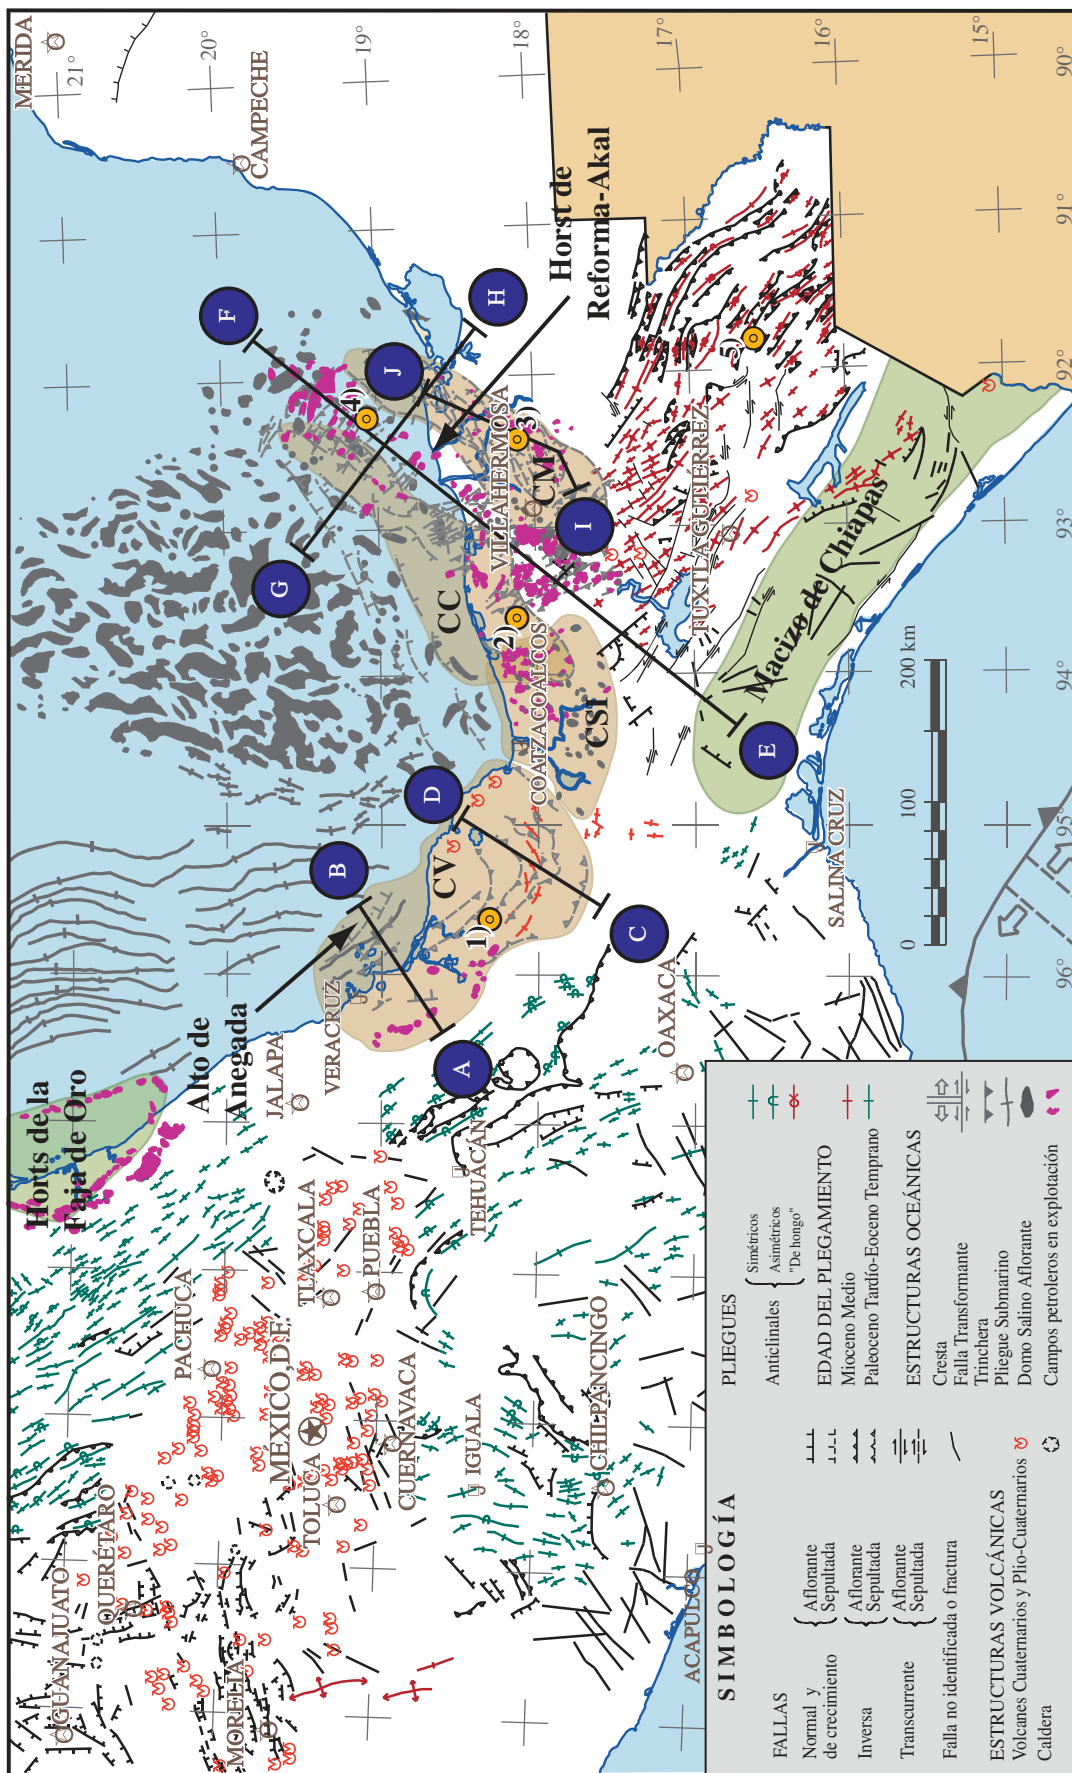 MERIDA
21°
20°
19°
18°
17°
16°
15°
90°
91°
92°
93°
94°
95°
96°
CAMPECHE
Horst de
Reforma-Akal
F
H
J
G
I
E
D
B
C
A
4)
3)
5)
2)
1)
VILLAHERMOSA
CM
CC
COATZACOALCOS
CSI
CV
TUXTLA GUTIERREZ
Macizo de Chiapas
SALINA CRUZ
0
100
200 km
Alto de
Anegada
VERACRUZ
JALAPA
OAXACA
Horts de la
Faja de Oro
TEHUACÁN
TLAXCALA
PUEBLA
PACHUCA
MEXICO, DF.
TOLUCA
CUERNAVACA
IGUALA
CHILPANCINGO
ACAPULCO
QUERÉTARO
GUANAJUATO
MORELIA
SIMBOLOGÍA
FALLAS
Normal y
de crecimiento
Aflorante
Sepultada
Inversa
Aflorante
Sepultada
Transcurrente
Aflorante
Sepultada
Falla no identificada o fractura
ESTRUCTURAS VOLCÁNICAS
Volcanes Cuaternarios y Plio-Cuaternarios
Caldera
PLIEGUES
Anticlinales
Simétricos
Asimétricos
"De hongo"
EDAD DEL PLEGAMIENTO
Mioceno Medio
Paleoceno Tardío-Eoceno Temprano
ESTRUCTURAS OCEÁNICAS
Cresta
Falla Transformante
Trinchera
Pliegue Submarino
Domo Salino Aflorante
Campos petroleros en explotación